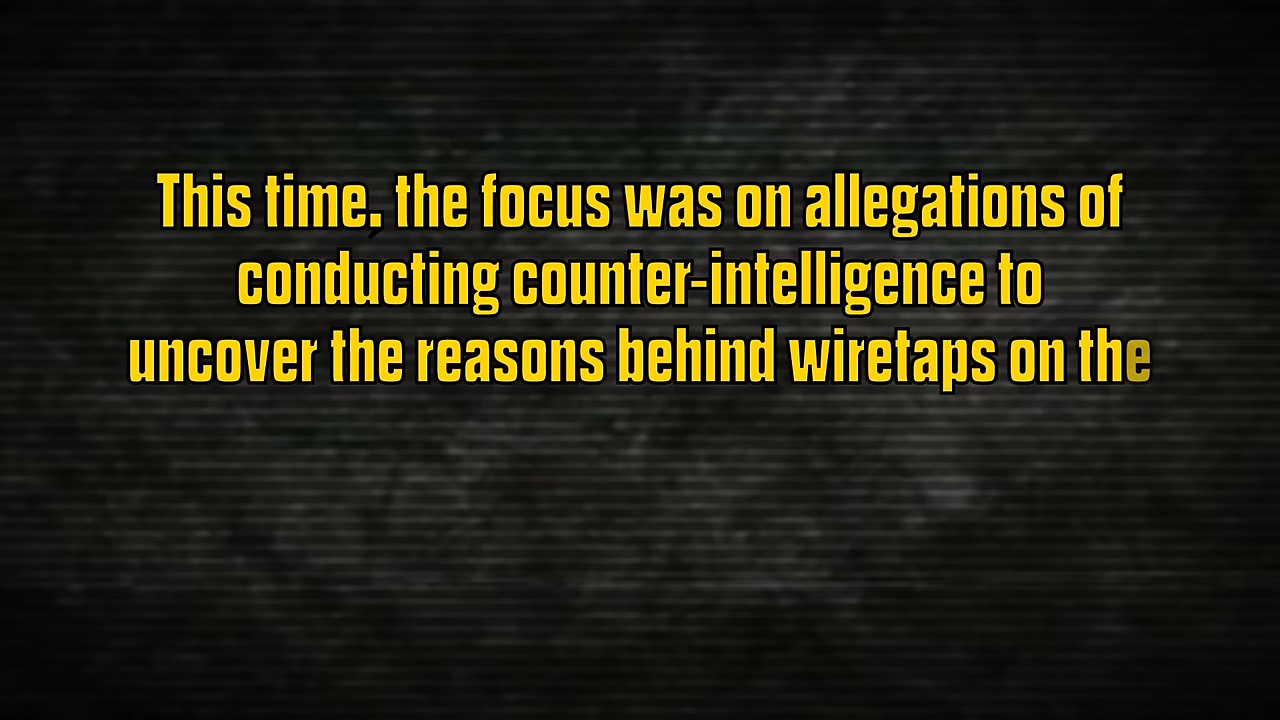 This time, the focus was on allegations of
conducting counter-intelligence to
uncover the reasons behind wiretaps on the